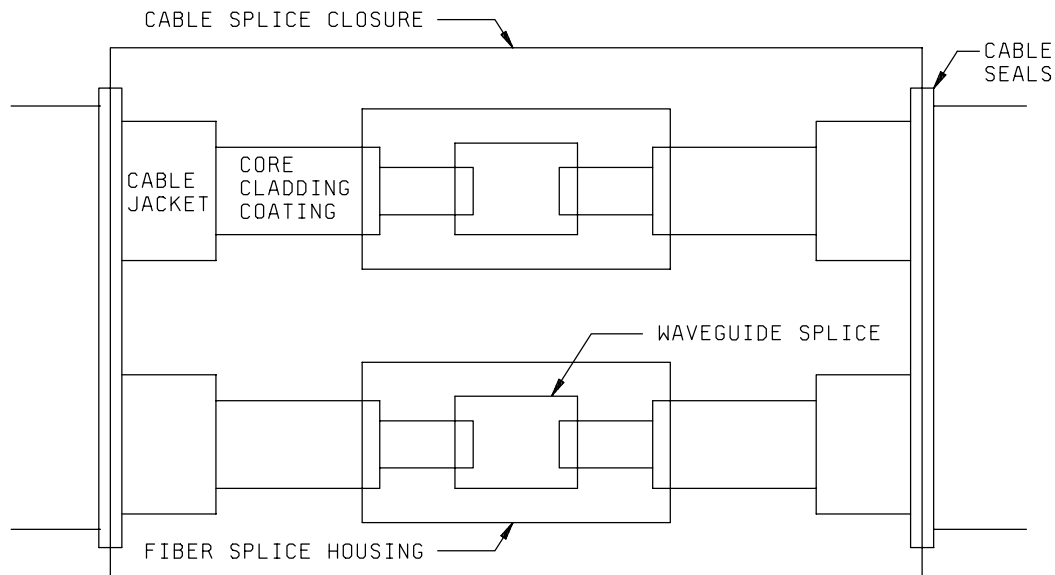 CABLE SPLICE CLOSURE
CABLE
SEALS
CORE
CLADDING
COATING
CABLE
JACKET
WAVEGUIDE SPLICE
FIBER SPLICE HOUSING